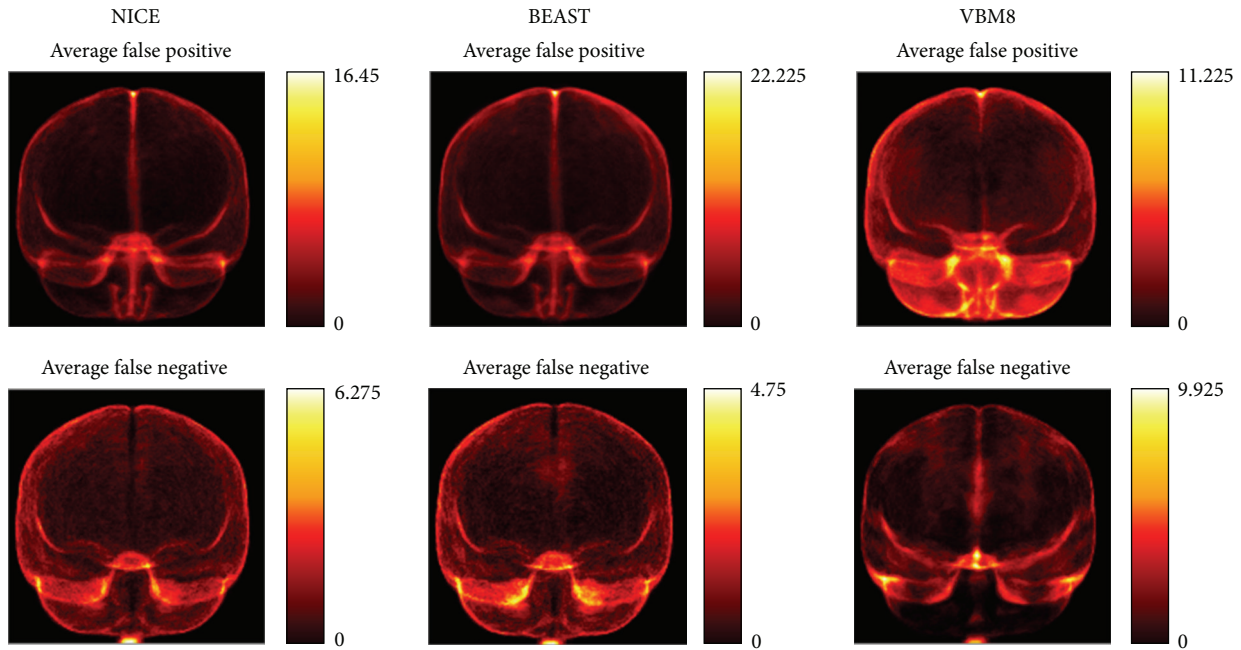 NICE
BEAST
VBM8
Average false positive
Average false positive
Average false positive
16.45
22.225
11.225
0
0
0
Average false negative
Average false negative
Average false negative
6.275
4.75
9.925
0
0
0